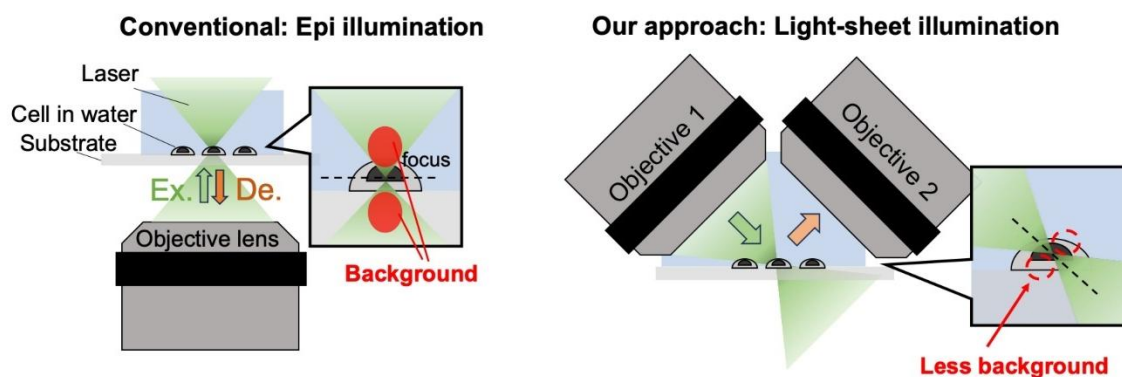 Conventional: Epi illumination
Laser
Cell in water
Substrate
focus
Ex.
De.
Objective lens
Background
Our approach: Light-sheet illumination
Objective 1
Objective 2
Less background